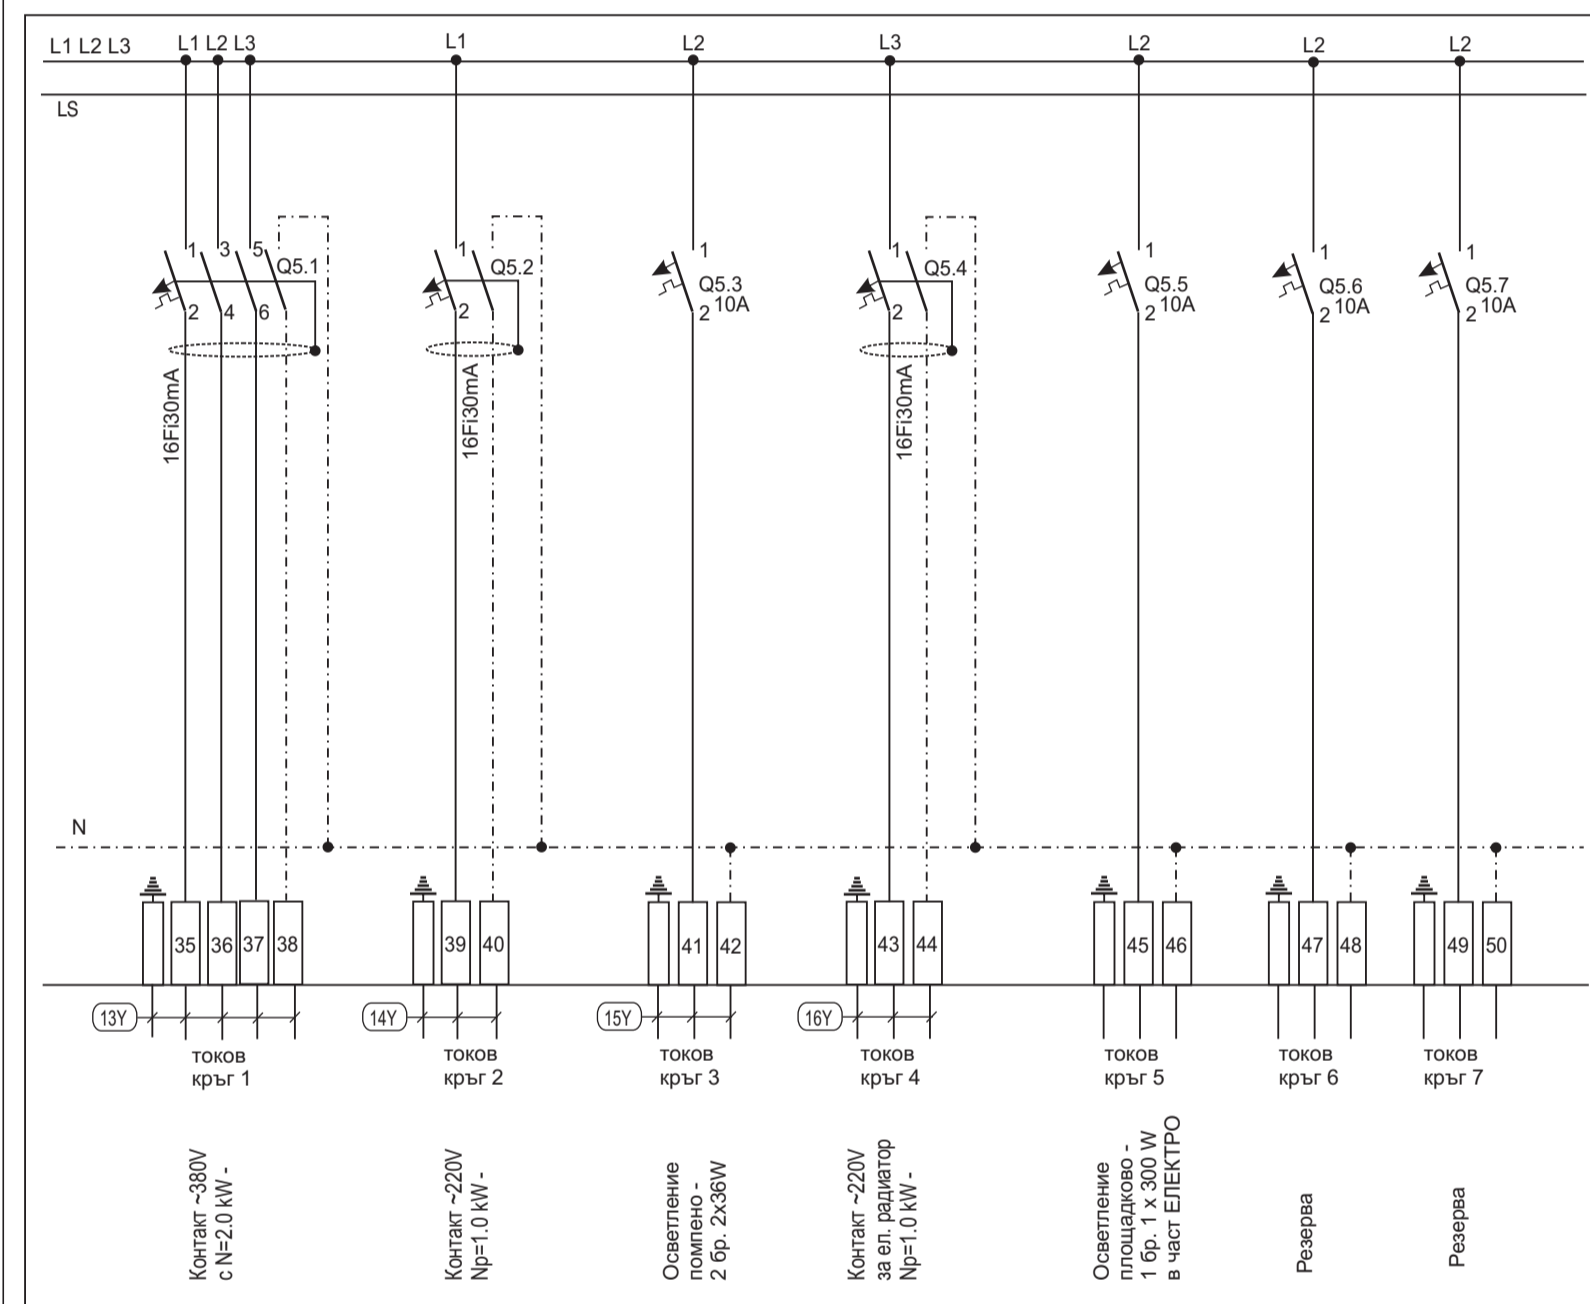 L1 L2 L3
L1 L2 L3
L1
L2
L3
L2
L2
L2
LS
1 3 5 Q5.1
2 4 6
16Fi30mA
1 Q5.2
2
16Fi30mA
1
Q5.3
2 10A
1 Q5.4
2
16Fi30mA
1
Q5.5
2 10A
1
Q5.6
2 10A
1
Q5.7
2 10A
N
35 36 37 38
39 40
41 42
43 44
45 46
47 48
49 50
13Y
14Y
15Y
16Y
токов
кръг 1
токов
кръг 2
токов
кръг 3
токов
кръг 4
токов
кръг 5
токов
кръг 6
токов
кръг 7
Контакт ~380V
с N=2.0 kW -
Контакт ~220V
Np=1.0 kW -
Осветление
помпено -
2 бр. 2x36W
Контакт ~220V
за ел. радиатор
Np=1.0 kW -
Осветление
площадково -
1 бр. 1 x 300 W
в част ЕЛЕКТРО
Резерва
Резерва